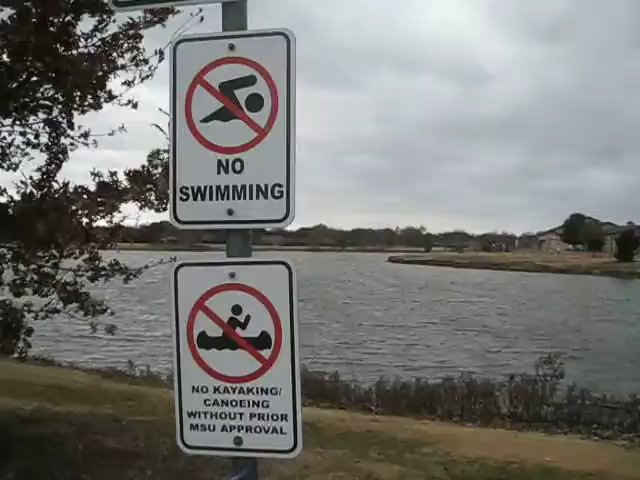 NO
SWIMMING
NO KAYAKING/
CANOEING
WITHOUT PRIOR
MSU APPROVAL